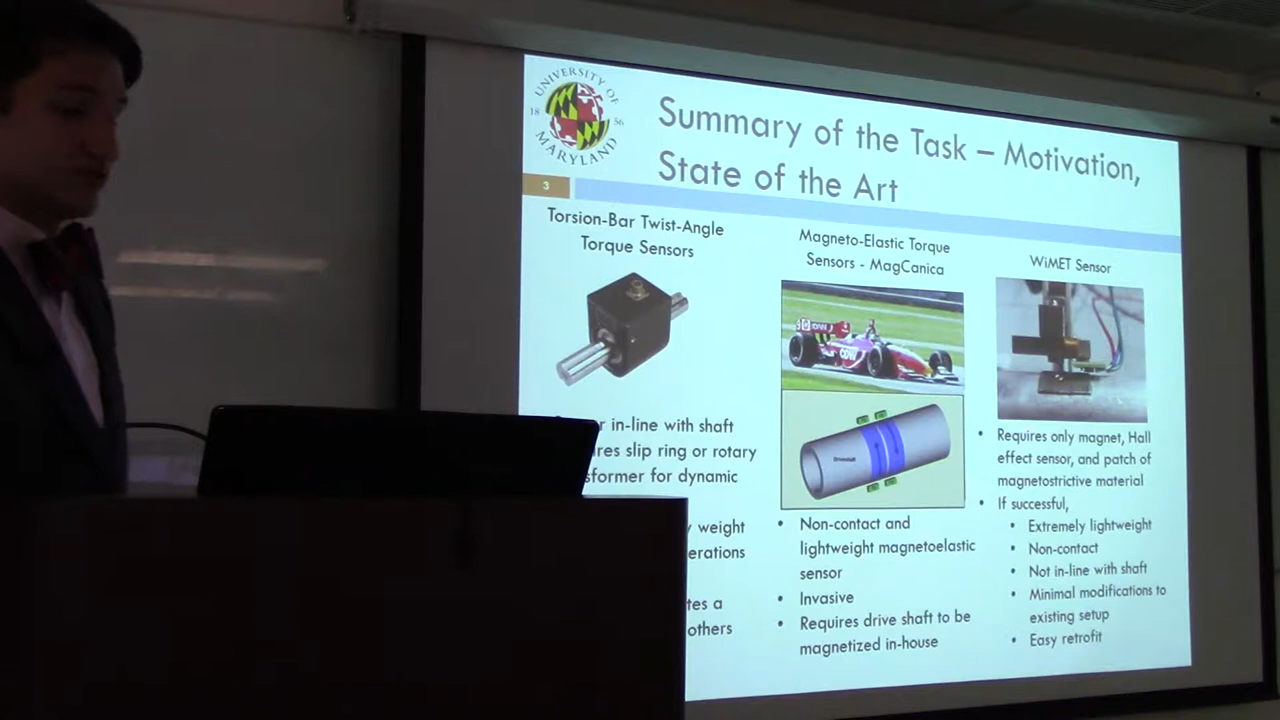 UNIVERSITY OF
18 56
MARYLAND
Summary of the Task – Motivation,
State of the Art
3
Torsion-Bar Twist-Angle
Torque Sensors
in-line with shaft
slip ring or rotary
for dynamic
weight
a
others
Magneto-Elastic Torque
Sensors - MagCanica
Driveshaft
• Non-contact and
lightweight magnetoelastic
sensor
• Invasive
• Requires drive shaft to be
magnetized in-house
WiMET Sensor
• Requires only magnet, Hall
effect sensor, and patch of
magnetostrictive material
• If successful,
• Extremely lightweight
• Non-contact
• Not in-line with shaft
• Minimal modifications to
existing setup
• Easy retrofit